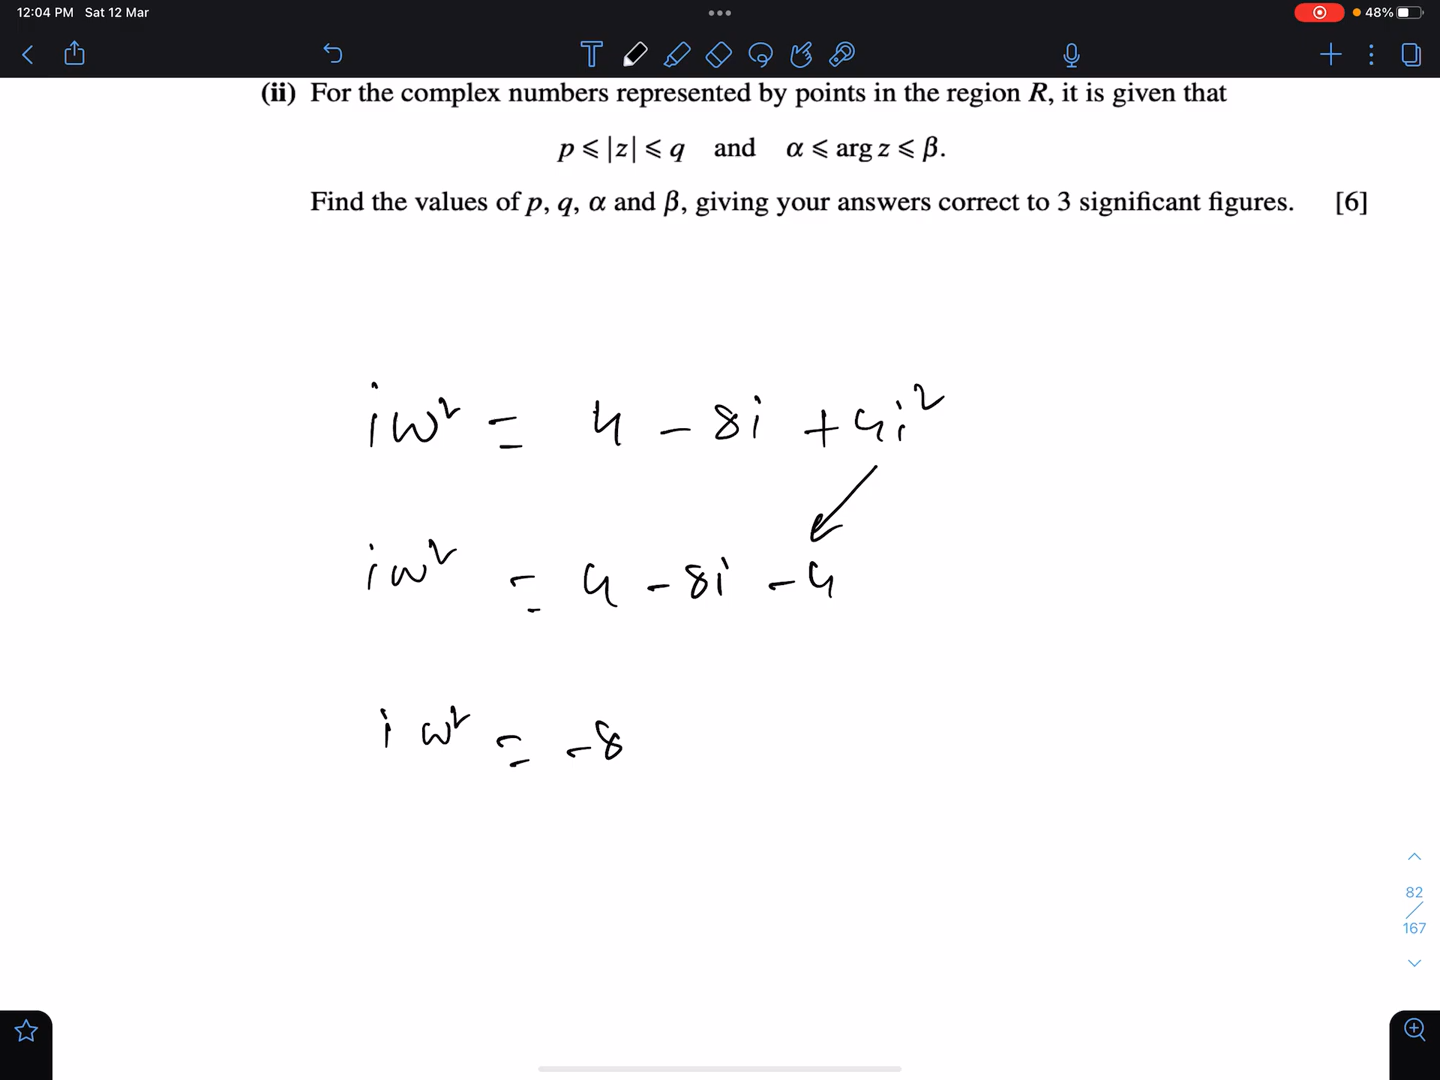 12:04 PM Sat 12 Mar
48%
T
(ii) For the complex numbers represented by points in the region R, it is given that
p ⩽ |z| ⩽ q and α ⩽ arg z ⩽ β.
Find the values of p, q, α and β, giving your answers correct to 3 significant figures. [6]
iw² = 4 - 8i + 4i²
iw² = 4 - 8i - 4
iw² = -8
82
/
167